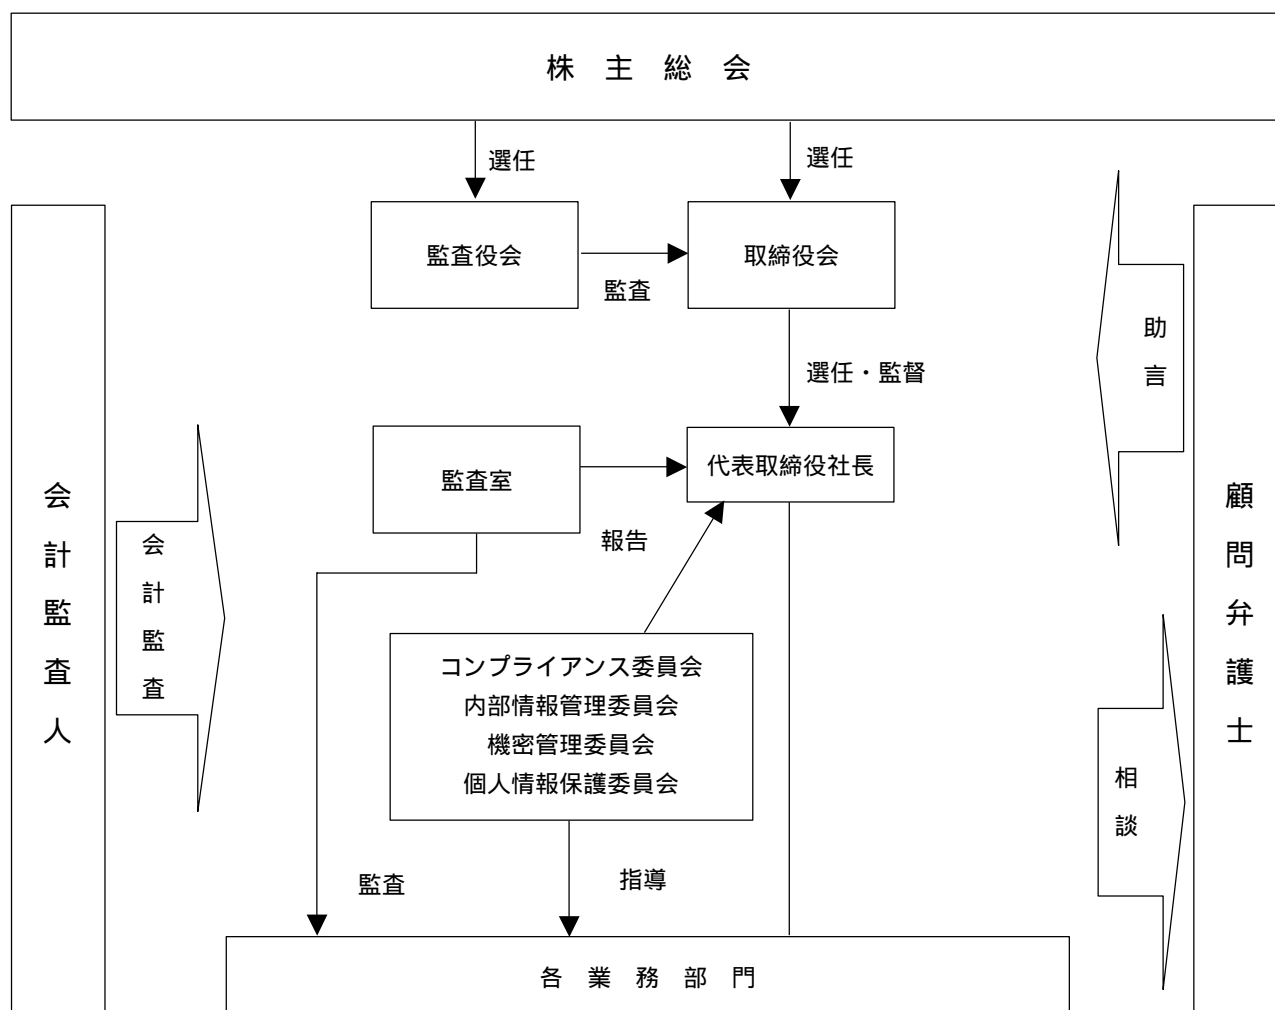 株主総会
選任
選任
監査役会
取締役会
監査
選任・監督
助言
監査室
代表取締役社長
報告
会計監査人
会計監査
顧問弁護士
コンプライアンス委員会
内部情報管理委員会
機密管理委員会
個人情報保護委員会
相談
監査
指導
各業務部門